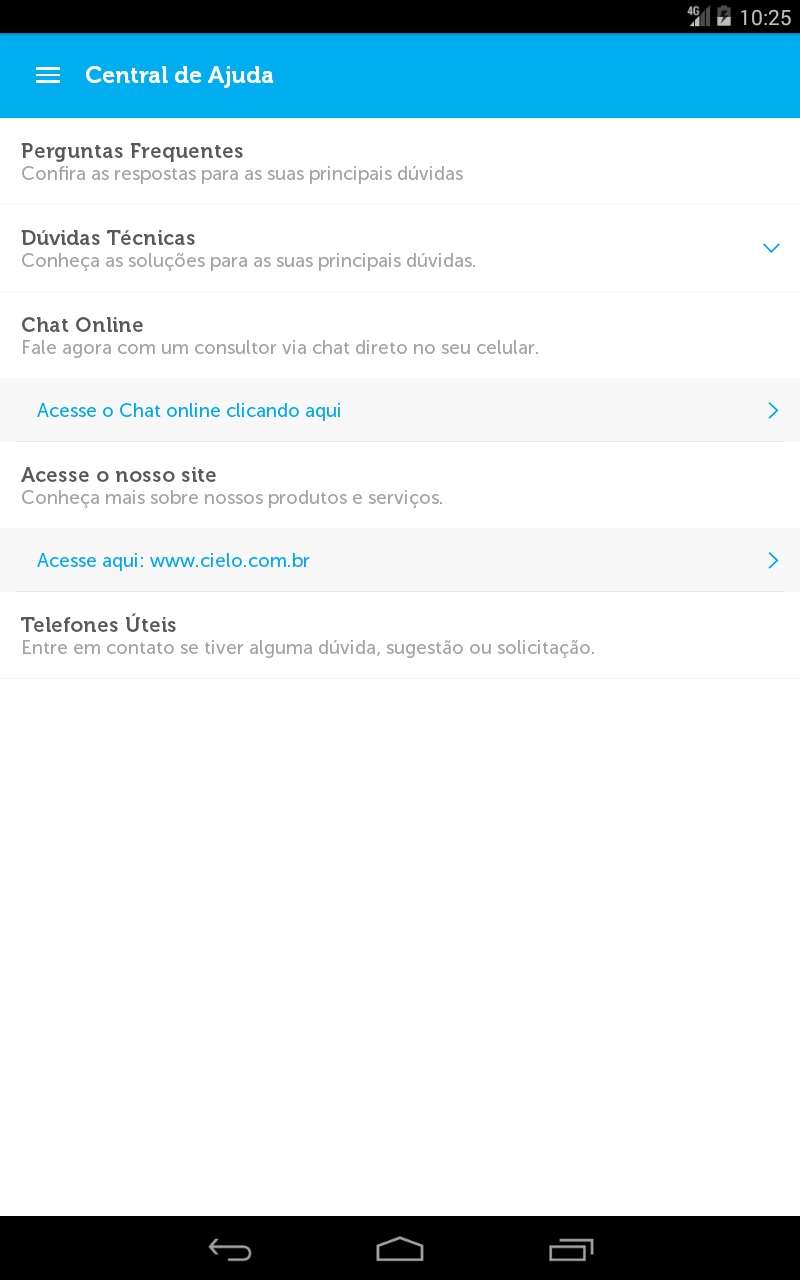 4G 10:25
Central de Ajuda
Perguntas Frequentes
Confira as respostas para as suas principais dúvidas
Dúvidas Técnicas
Conheça as soluções para as suas principais dúvidas.
Chat Online
Fale agora com um consultor via chat direto no seu celular.
Acesse o Chat online clicando aqui
Acesse o nosso site
Conheça mais sobre nossos produtos e serviços.
Acesse aqui: www.cielo.com.br
Telefones Úteis
Entre em contato se tiver alguma dúvida, sugestão ou solicitação.